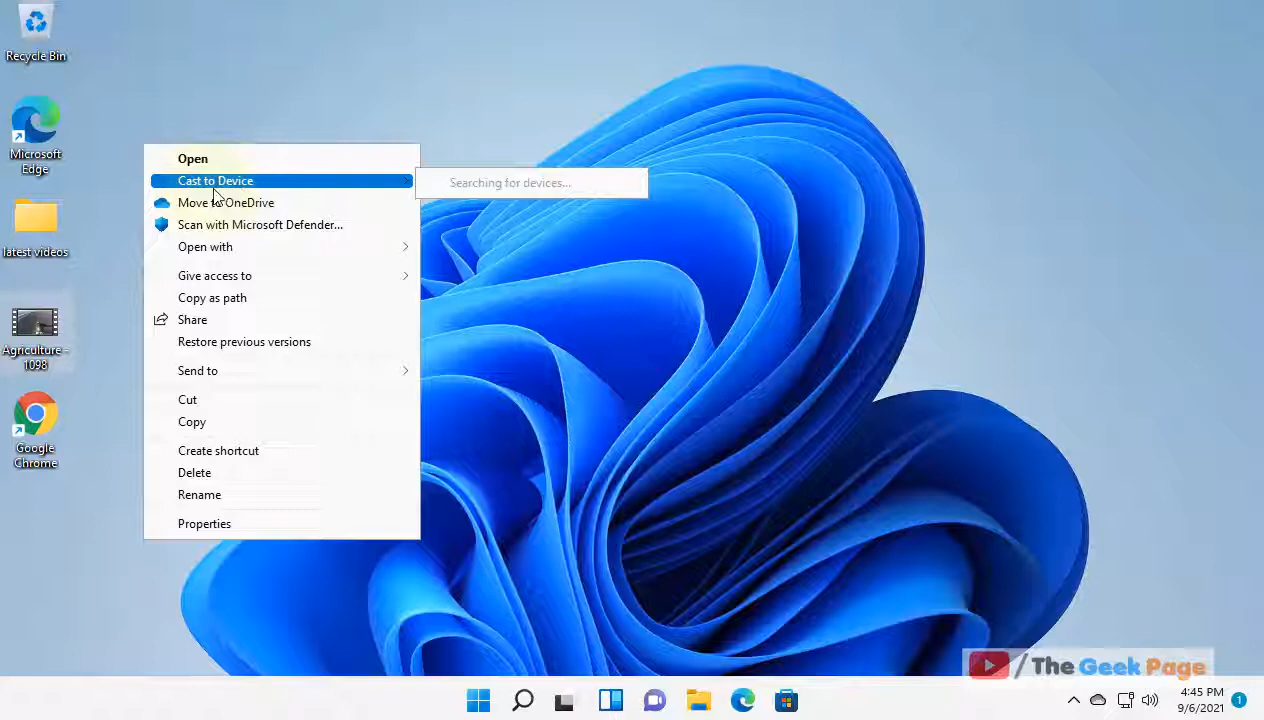 Recycle Bin
Microsoft
Edge
latest videos
Agriculture -
1098
Google
Chrome
Open
Cast to Device
Searching for devices...
Move to OneDrive
Scan with Microsoft Defender...
Open with
Give access to
Copy as path
Share
Restore previous versions
Send to
Cut
Copy
Create shortcut
Delete
Rename
Properties
/ The Geek Page
4:45 PM
9/6/2021
1